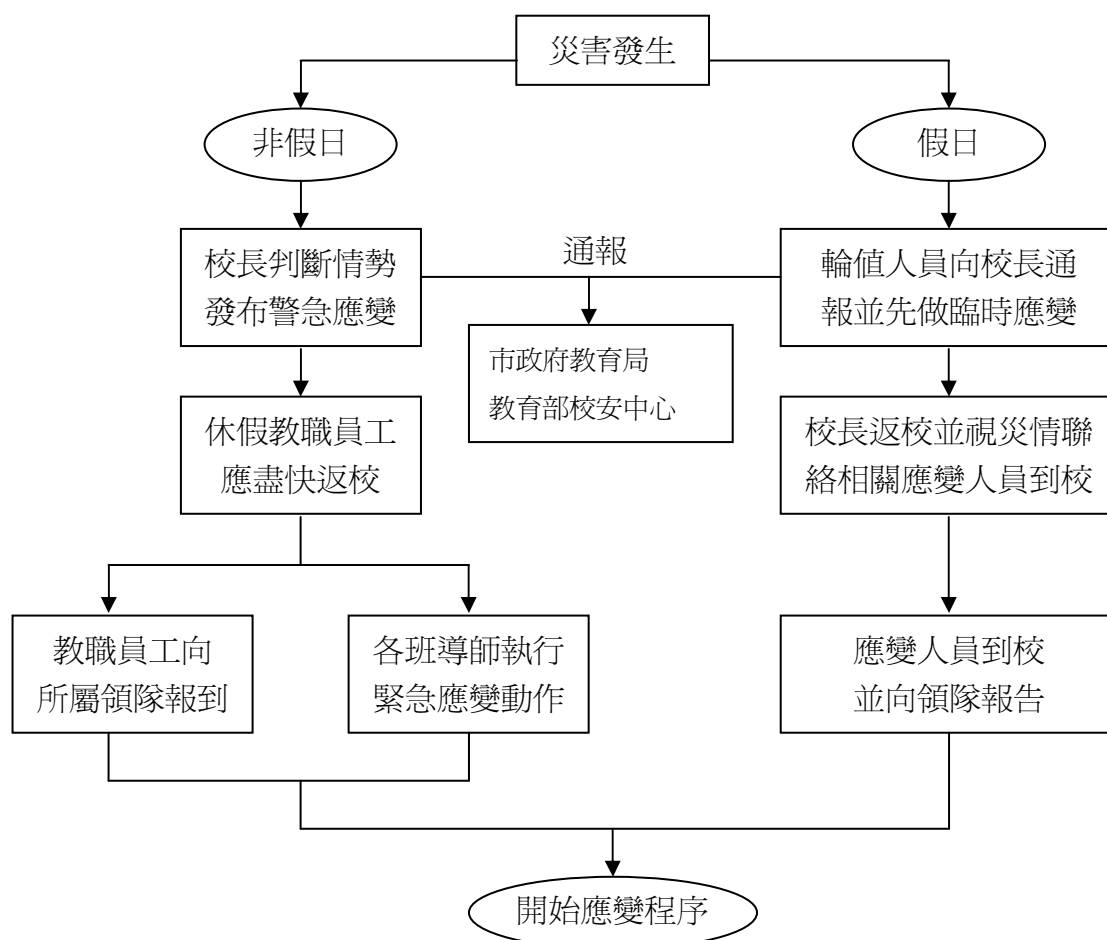 災害發生
非假日
假日
校長判斷情勢
發布警急應變
通報
輪值人員向校長通
報並先做臨時應變
市政府教育局
教育部校安中心
休假教職員工
應盡快返校
校長返校並視災情聯
絡相關應變人員到校
教職員工向
所屬領隊報到
各班導師執行
緊急應變動作
應變人員到校
並向領隊報告
開始應變程序